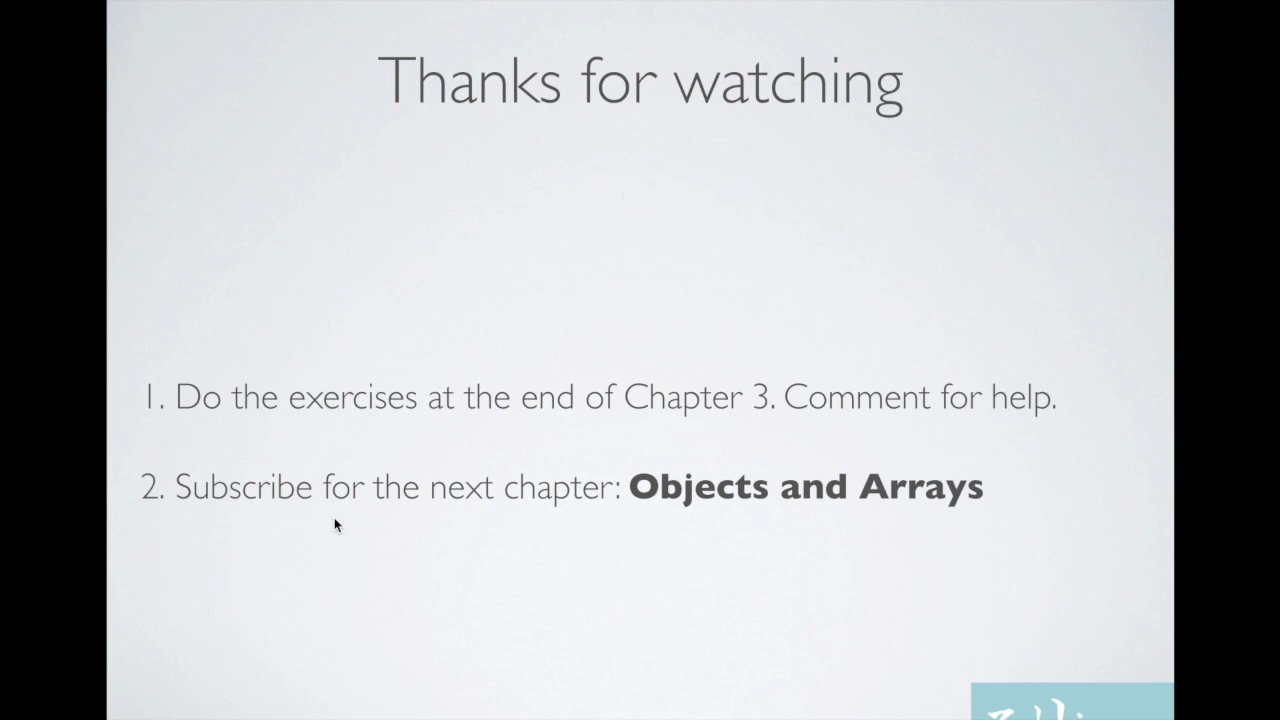 Thanks for watching
1. Do the exercises at the end of Chapter 3. Comment for help.
2. Subscribe for the next chapter: Objects and Arrays